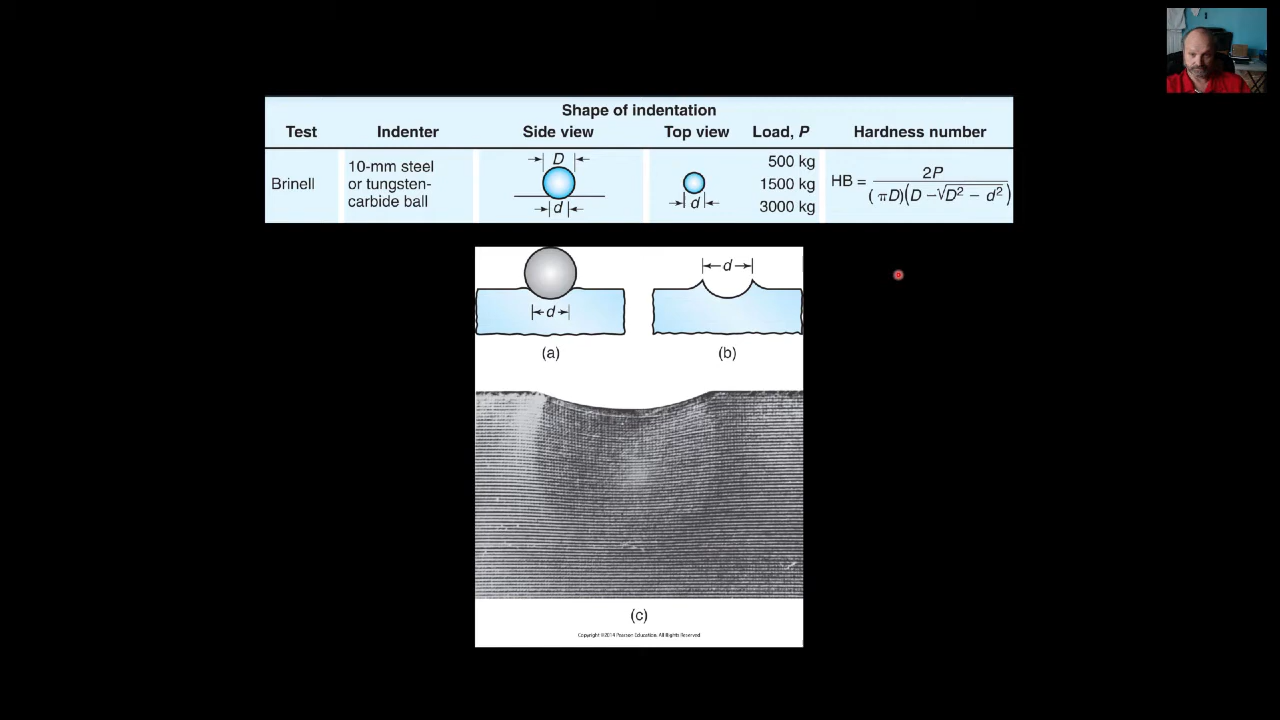 Shape of indentation
Test Indenter Side view Top view Load, P Hardness number
Brinell
10-mm steel
or tungsten-
carbide ball
D
d
d
500 kg
1500 kg
3000 kg
HB = 2P / (πD)(D − √D² − d²)
d
d
(a)
(b)
(c)
Copyright ©2014 Pearson Education, All Rights Reserved